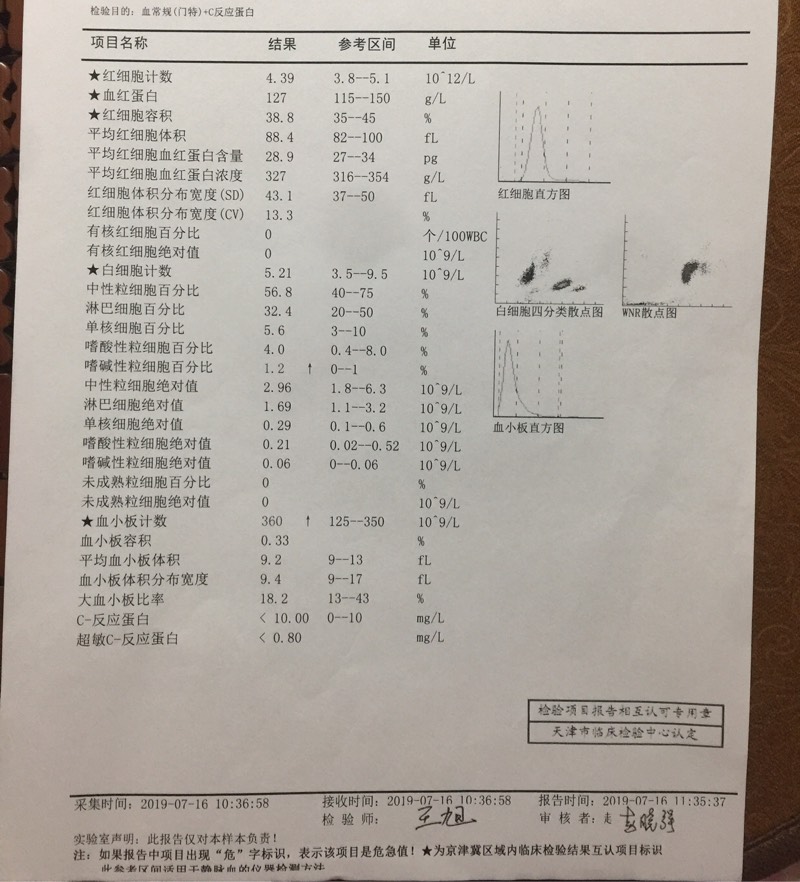 检验目的: 血常规(门特)+C反应蛋白
项目名称 结果 参考区间 单位
★红细胞计数 4.39 3.8--5.1 10^12/L
★血红蛋白 127 115--150 g/L
★红细胞容积 38.8 35--45 %
平均红细胞体积 88.4 82--100 fL
平均红细胞血红蛋白含量 28.9 27--34 pg
平均红细胞血红蛋白浓度 327 316--354 g/L
红细胞体积分布宽度(SD) 43.1 37--50 fL
红细胞体积分布宽度(CV) 13.3 %
有核红细胞百分比 0 个/100WBC
有核红细胞绝对值 0 10^9/L
★白细胞计数 5.21 3.5--9.5 10^9/L
中性粒细胞百分比 56.8 40--75 %
淋巴细胞百分比 32.4 20--50 %
单核细胞百分比 5.6 3--10 %
嗜酸性粒细胞百分比 4.0 0.4--8.0 %
嗜碱性粒细胞百分比 1.2 ↑ 0--1 %
中性粒细胞绝对值 2.96 1.8--6.3 10^9/L
淋巴细胞绝对值 1.69 1.1--3.2 10^9/L
单核细胞绝对值 0.29 0.1--0.6 10^9/L
嗜酸性粒细胞绝对值 0.21 0.02--0.52 10^9/L
嗜碱性粒细胞绝对值 0.06 0--0.06 10^9/L
未成熟粒细胞百分比 0 %
未成熟粒细胞绝对值 0 10^9/L
★血小板计数 360 ↑ 125--350 10^9/L
血小板容积 0.33 %
平均血小板体积 9.2 9--13 fL
血小板体积分布宽度 9.4 9--17 fL
大血小板比率 18.2 13--43 %
C-反应蛋白 < 10.00 0--10 mg/L
超敏C-反应蛋白 < 0.80 mg/L
红细胞直方图
白细胞四分类散点图 WNR散点图
血小板直方图
检验项目报告相互认可专用章
天津市临床检验中心认定
采集时间: 2019-07-16 10:36:58 接收时间: 2019-07-16 10:36:58 报告时间: 2019-07-16 11:35:37
检 验 师: 王旭 审 核 者:
实验室声明: 此报告仅对本样本负责!
注: 如果报告中项目出现“危”字标识, 表示该项目是危急值! ★为京津冀区域内临床检验结果互认项目标识
此参考区间适用于静脉血的仪器检测方法